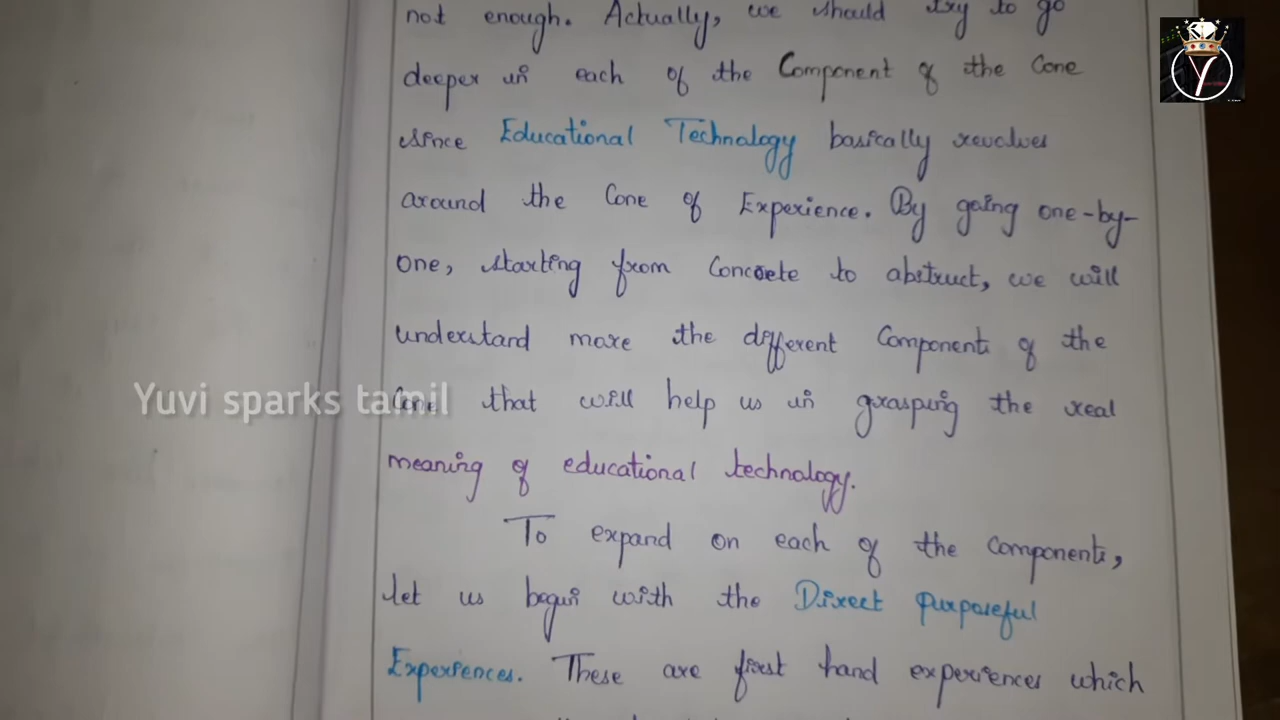 not enough. Actually, we should try to go
deeper in each of the Component of the Cone
since Educational Technology basically revolves
around the Cone of Experience. By going one-by-
one, starting from Concrete to abstruct, we will
understand more the different Components of the
Cone that will help us in grasping the real
meaning of educational technology.
To expand on each of the Components,
let us begin with the Direct purposeful
Experiences. These are first hand experiences which
Yuvi sparks tamil
Y